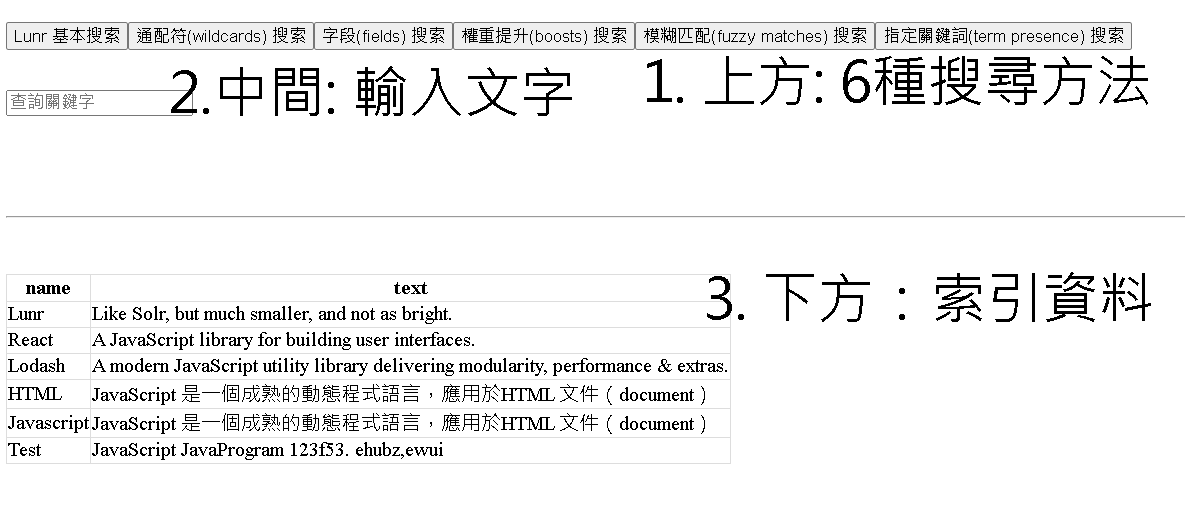 Lunr 基本搜索 通配符(wildcards) 搜索 字段(fields) 搜索 權重提升(boosts) 搜索 模糊匹配(fuzzy matches) 搜索 指定關鍵詞(term presence) 搜索
1. 上方: 6種搜尋方法
查詢關鍵字
2.中間: 輸入文字
3. 下方：索引資料
name text
Lunr Like Solr, but much smaller, and not as bright.
React A JavaScript library for building user interfaces.
Lodash A modern JavaScript utility library delivering modularity, performance & extras.
HTML JavaScript 是一個成熟的動態程式語言，應用於HTML 文件（document）
Javascript JavaScript 是一個成熟的動態程式語言，應用於HTML 文件（document）
Test JavaScript JavaProgram 123f53. ehubz,ewui